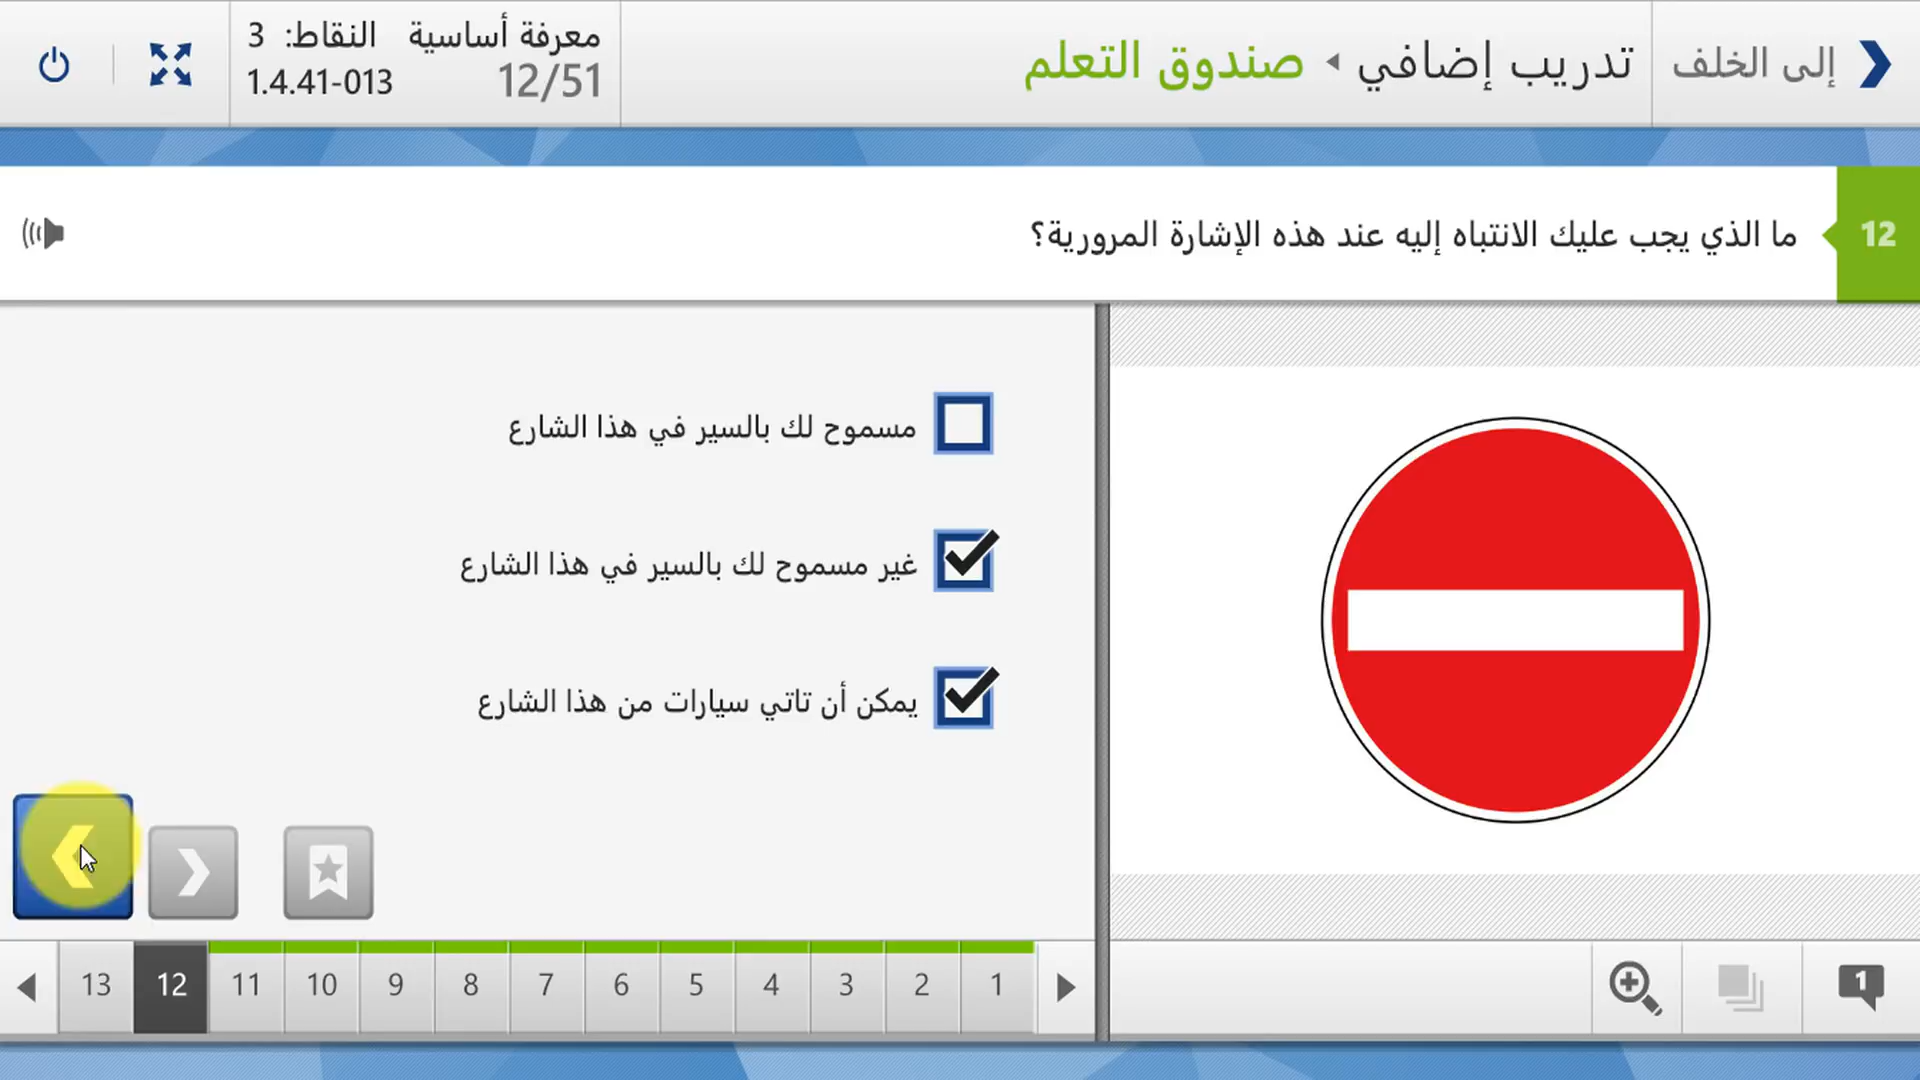 إلى الخلف
تدريب إضافي ◂ صندوق التعلم
معرفة أساسية النقاط: 3
12/51 1.4.41-013
12
ما الذي يجب عليك الانتباه إليه عند هذه الإشارة المرورية؟
مسموح لك بالسير في هذا الشارع
غير مسموح لك بالسير في هذا الشارع
يمكن أن تاتي سيارات من هذا الشارع
1 2 3 4 5 6 7 8 9 10 11 12 13
1